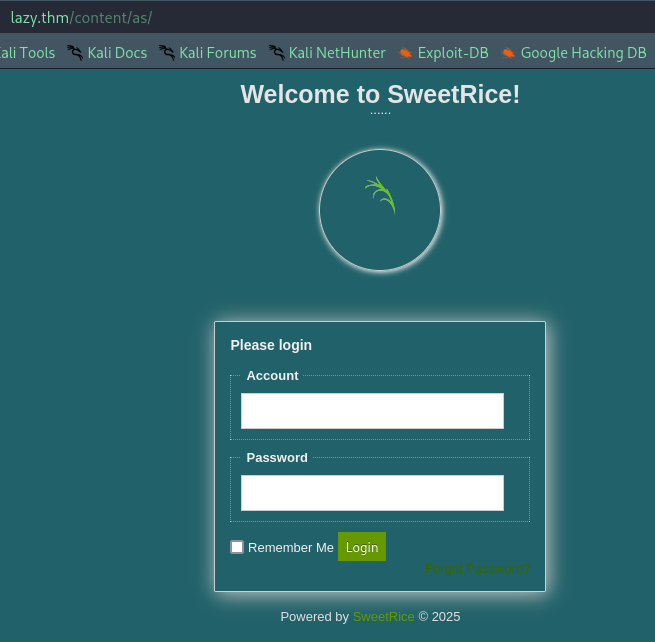 lazy.thm/content/as/
ali Tools Kali Docs Kali Forums Kali NetHunter Exploit-DB Google Hacking DB
Welcome to SweetRice!
......
Please login
Account
Password
Remember Me Login
Forgot Password?
Powered by SweetRice © 2025